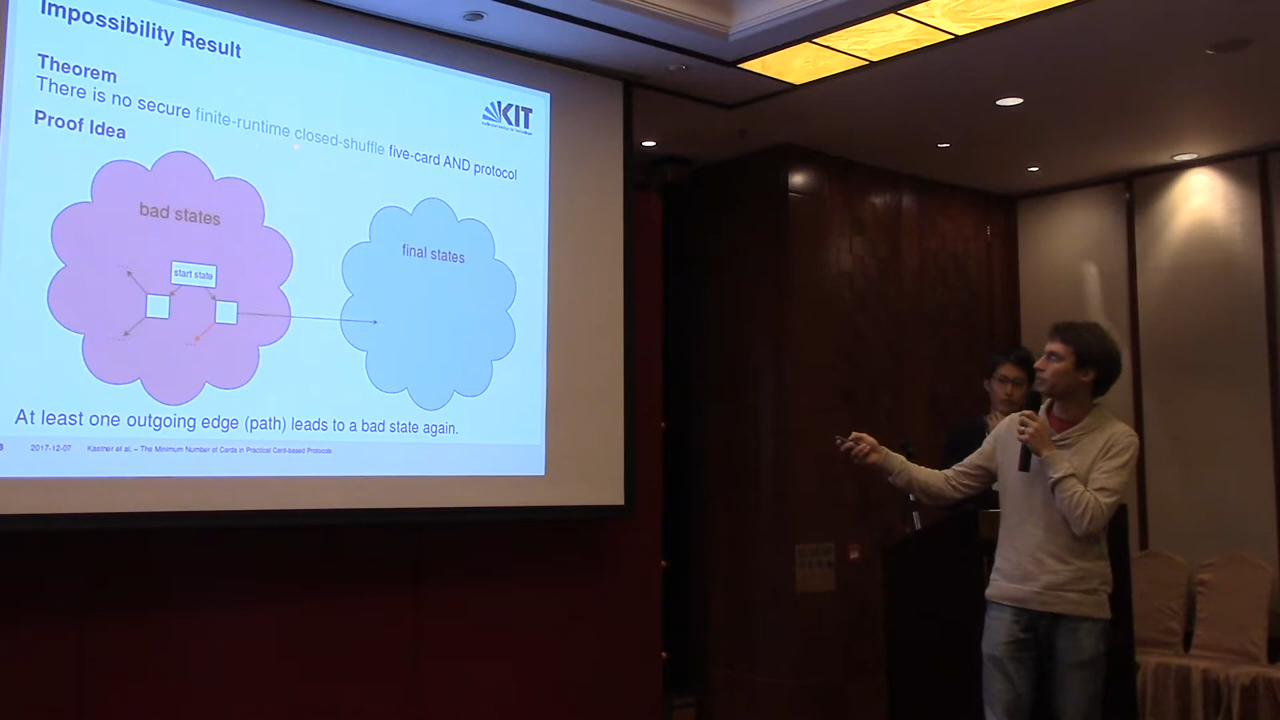 Impossibility Result
Theorem
There is no secure finite-runtime closed-shuffle five-card AND protocol
KIT
Proof Idea
bad states
start state
final states
At least one outgoing edge (path) leads to a bad state again.
2017-12-07 Kastner et al. – The Minimum Number of Cards in Practical Card-based Protocols